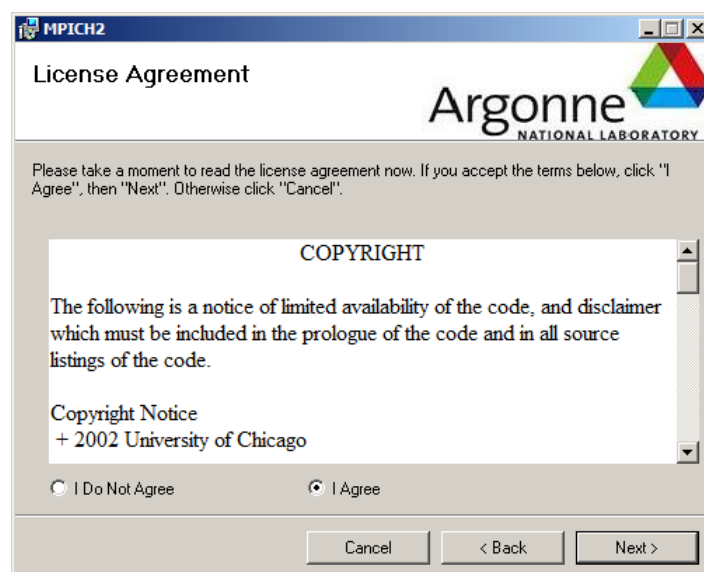 MPICH2
License Agreement
Argonne
NATIONAL LABORATORY
Please take a moment to read the license agreement now. If you accept the terms below, click "I
Agree", then "Next". Otherwise click "Cancel".
COPYRIGHT
The following is a notice of limited availability of the code, and disclaimer
which must be included in the prologue of the code and in all source
listings of the code.
Copyright Notice
+ 2002 University of Chicago
I Do Not Agree
I Agree
Cancel
< Back
Next >